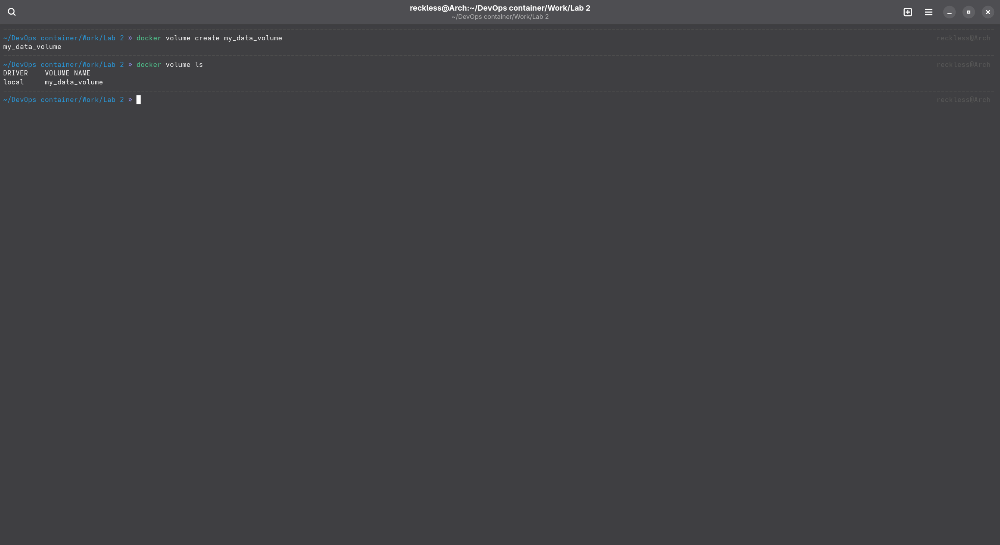 reckless@Arch:~/DevOps container/Work/Lab 2
~/DevOps container/Work/Lab 2
~/DevOps container/Work/Lab 2 » docker volume create my_data_volume reckless@Arch
my_data_volume
~/DevOps container/Work/Lab 2 » docker volume ls reckless@Arch
DRIVER    VOLUME NAME
local     my_data_volume
~/DevOps container/Work/Lab 2 » reckless@Arch